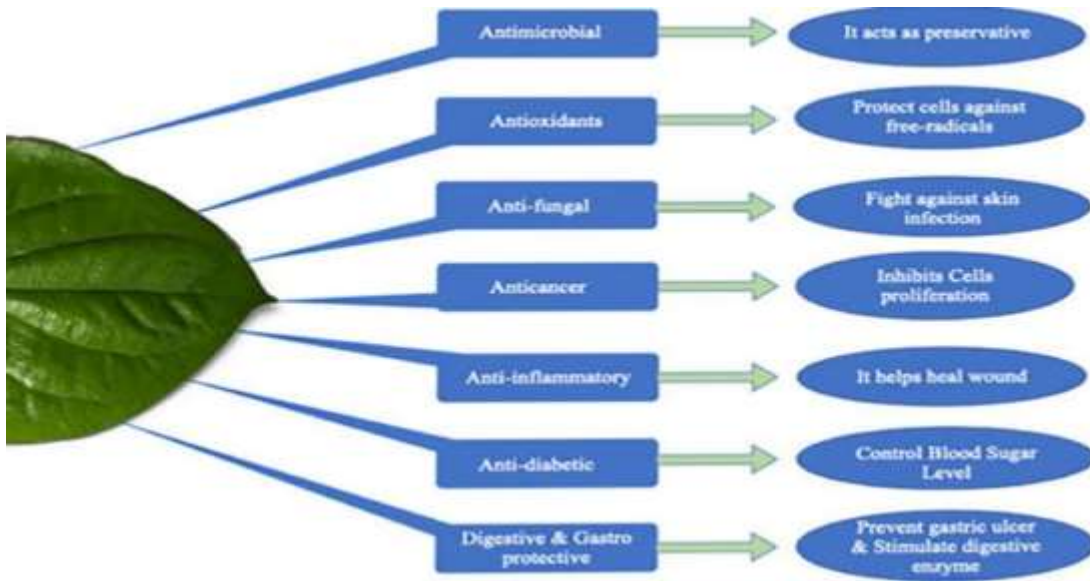 Antimicrobial
It acts as preservative
Antioxidants
Protect cells against
free-radicals
Anti-fungal
Fight against skin
infection
Anticancer
Inhibits Cells
proliferation
Anti-inflammatory
It helps heal wound
Anti-diabetic
Control Blood Sugar
Level
Digestive & Gastro
protective
Prevent gastric ulcer
& Stimulate digestive
enzyme